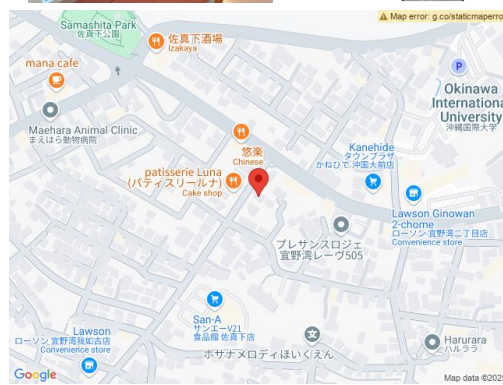 Samashita Park
佐真下公園
佐真下酒場
Izakaya
Map error: g.co/staticmaperro
mana cafe
Okinawa
International
University
沖縄国際大学
Maehara Animal Clinic
まえはら動物病院
悠楽
Chinese
Kanehide
タウンプラザ
かねひで.沖国大前店
patisserie Luna
(パティスリールナ)
Cake shop
Lawson Ginowan
2-chome
ローソン 宜野湾二丁目店
Convenience store
プレサンスロジェ
宜野湾レーヴ505
San-A
サンエーV21
食品館 佐真下店
Lawson
ローソン 宜野湾我如古店
Convenience store
ホサナメロディほいくえん
Harurara
ハルララ
Google
Map data ©202